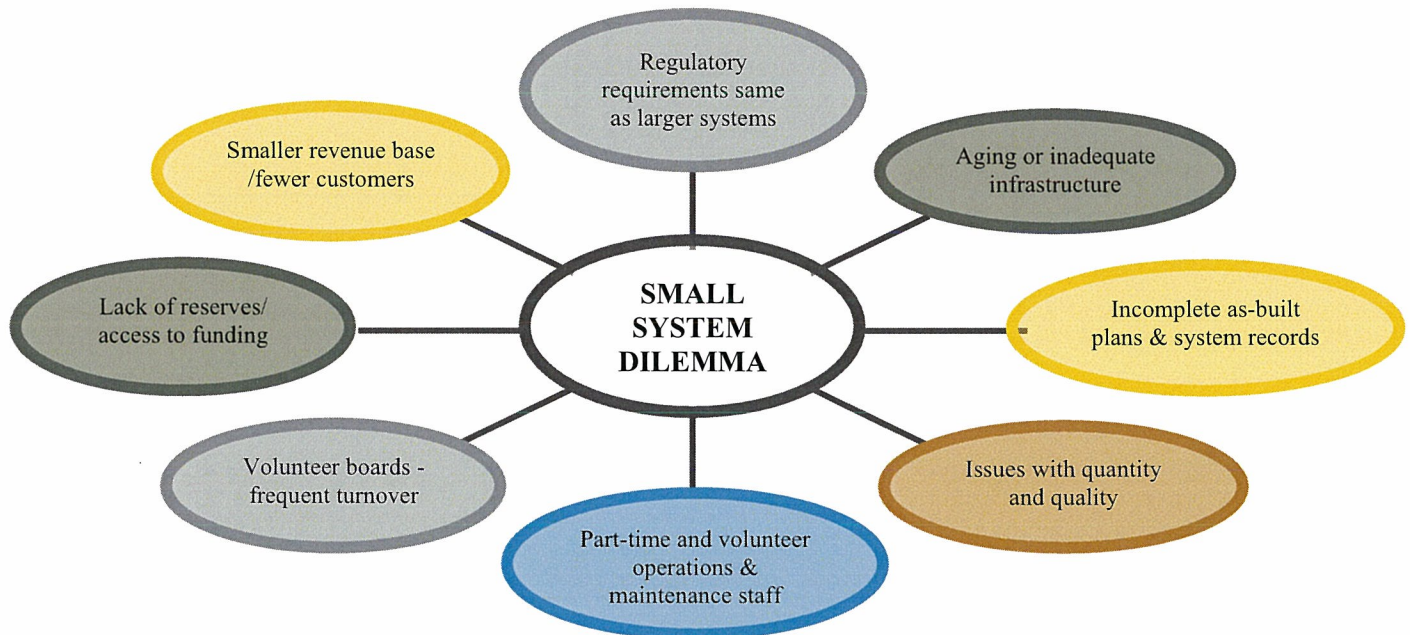 Regulatory
requirements same
as larger systems
Smaller revenue base
/fewer customers
Aging or inadequate
infrastructure
SMALL
SYSTEM
DILEMMA
Lack of reserves/
access to funding
Incomplete as-built
plans & system records
Volunteer boards -
frequent turnover
Issues with quantity
and quality
Part-time and volunteer
operations &
maintenance staff